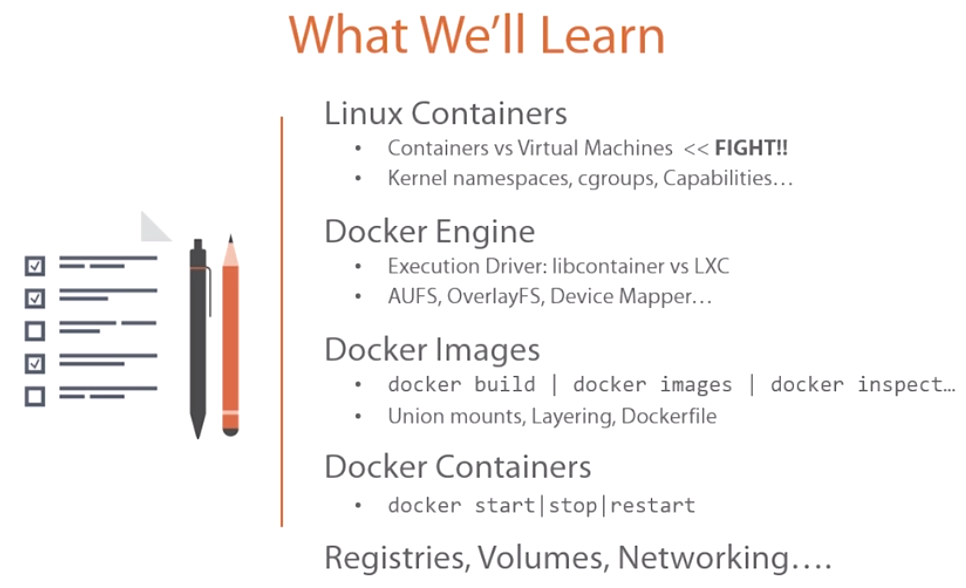 What We'll Learn
Linux Containers
• Containers vs Virtual Machines << FIGHT!!
• Kernel namespaces, cgroups, Capabilities…
Docker Engine
• Execution Driver: libcontainer vs LXC
• AUFS, OverlayFS, Device Mapper…
Docker Images
• docker build | docker images | docker inspect…
• Union mounts, Layering, Dockerfile
Docker Containers
• docker start|stop|restart
Registries, Volumes, Networking….